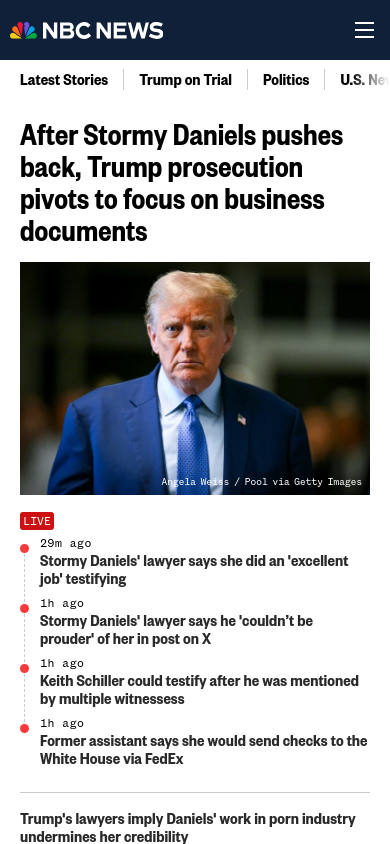 NBC NEWS
Latest Stories
Trump on Trial
Politics
U.S. Ne
After Stormy Daniels pushes
back, Trump prosecution
pivots to focus on business
documents
Angela Weiss / Pool via Getty Images
LIVE
29m ago
Stormy Daniels' lawyer says she did an 'excellent
job' testifying
1h ago
Stormy Daniels' lawyer says he 'couldn’t be
prouder' of her in post on X
1h ago
Keith Schiller could testify after he was mentioned
by multiple witnessess
1h ago
Former assistant says she would send checks to the
White House via FedEx
Trump's lawyers imply Daniels' work in porn industry
undermines her credibility